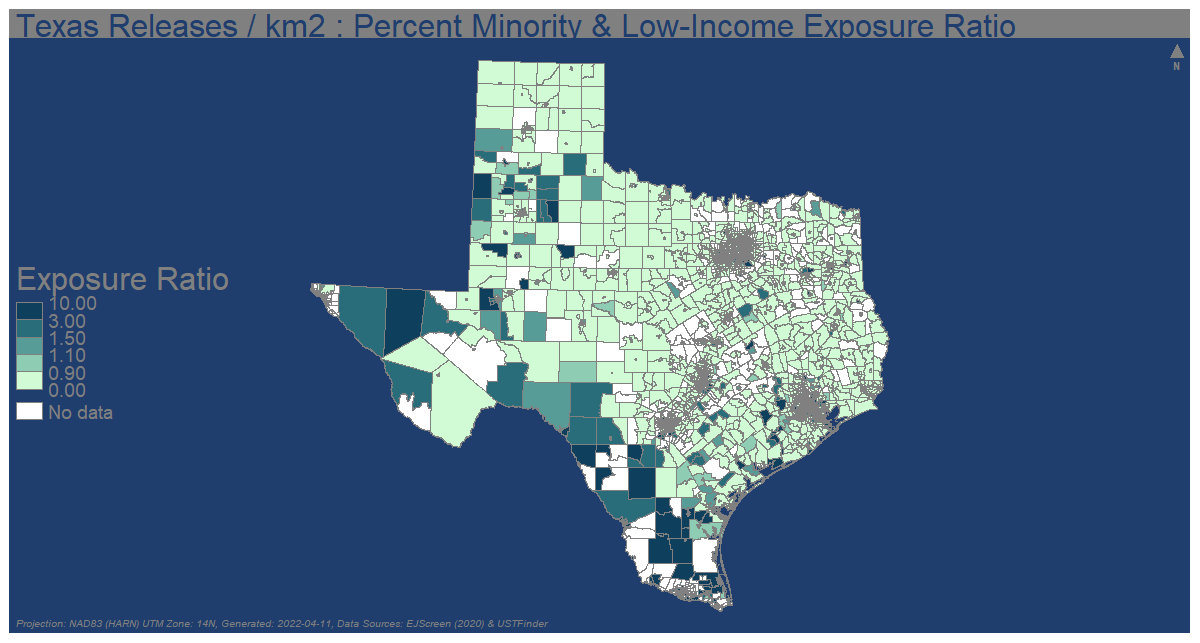 Texas Releases / km2 : Percent Minority & Low-Income Exposure Ratio
N
Exposure Ratio
10.00
3.00
1.50
1.10
0.90
0.00
No data
Projection: NAD83 (HARN) UTM Zone: 14N, Generated: 2022-04-11, Data Sources: EJScreen (2020) & USTFinder